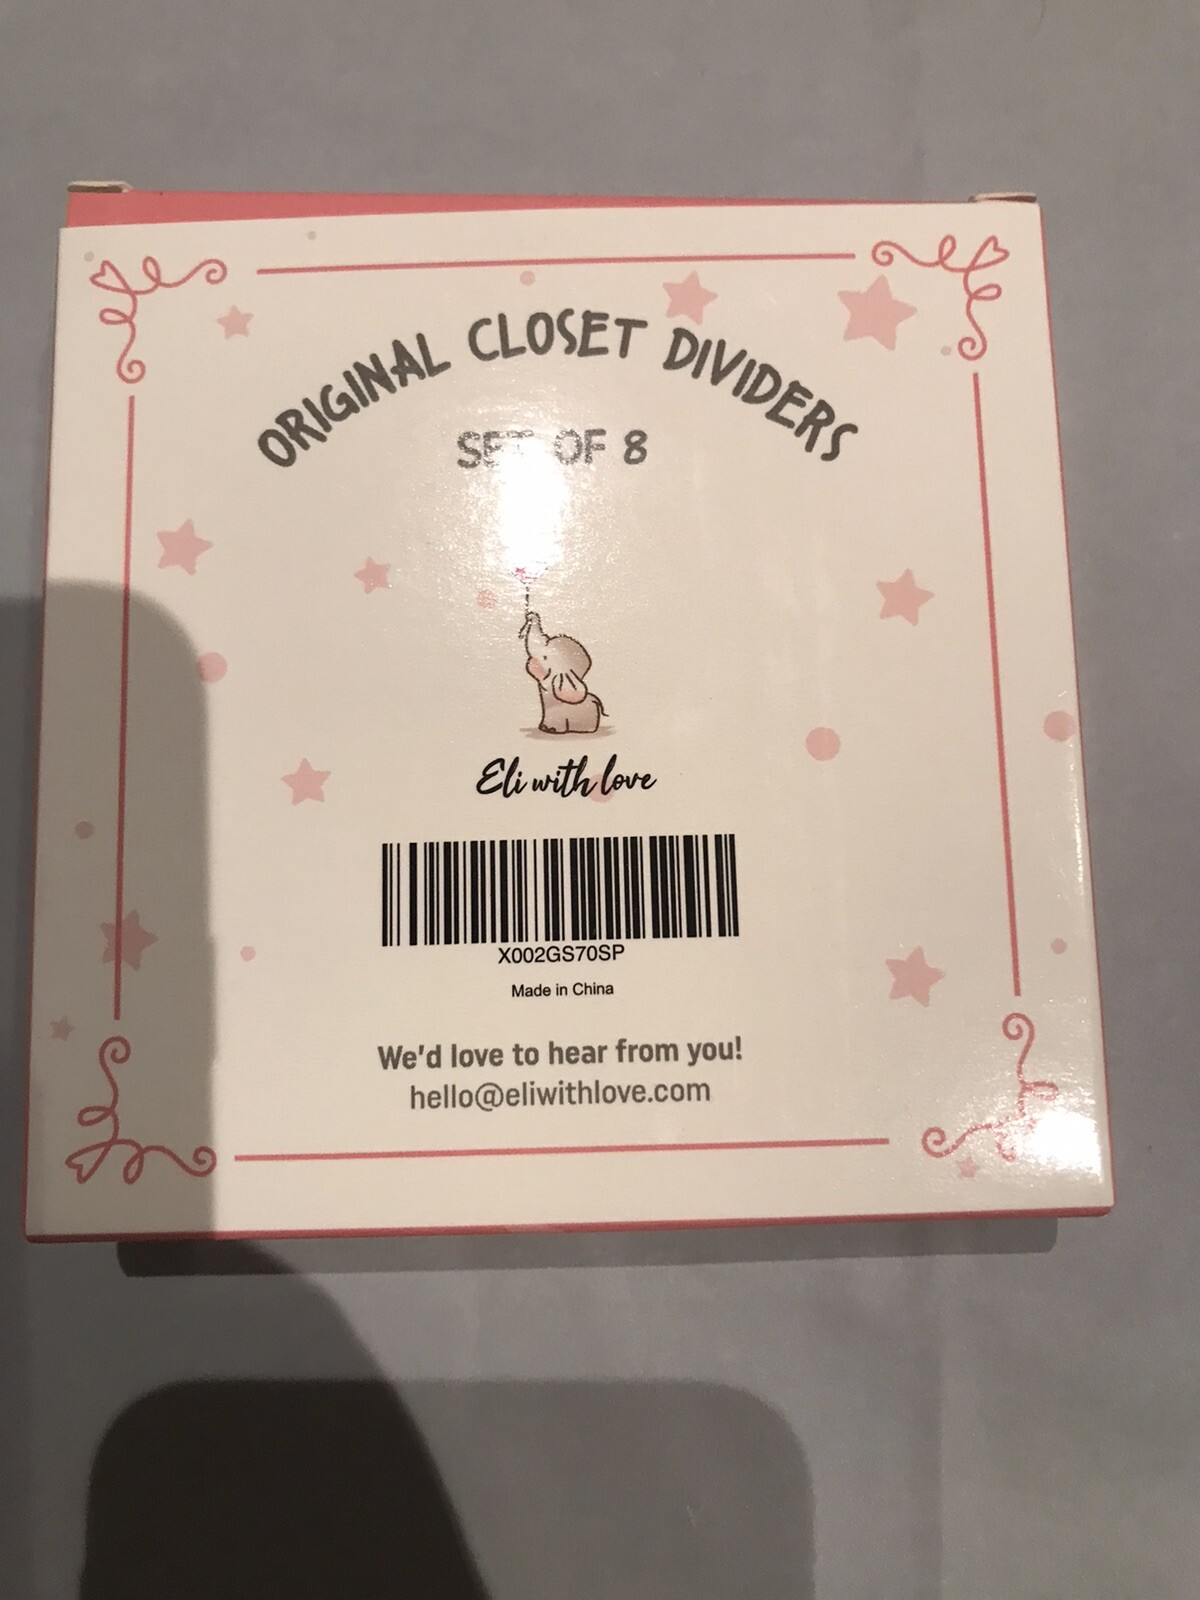 ORIGINAL CLOSET DIVIDERS
SET OF 8
Eli with love
X002GS70SP
Made in China
We'd love to hear from you!
hello@eliwithlove.com